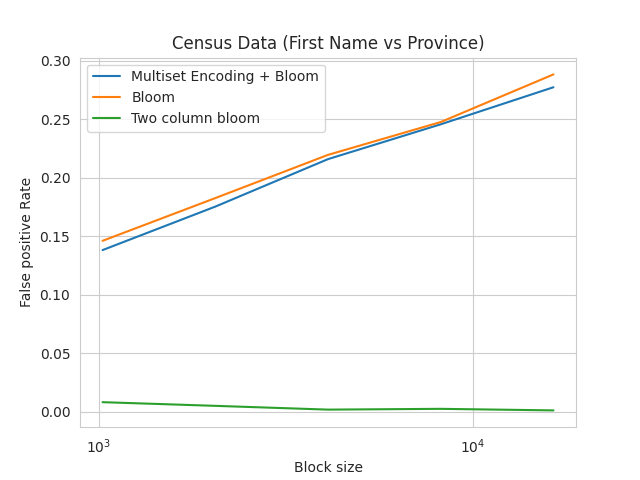 Census Data (First Name vs Province)
0.30
0.25
0.20
0.15
0.10
0.05
0.00
False positive Rate
Multiset Encoding + Bloom
Bloom
Two column bloom
10³
10⁴
Block size